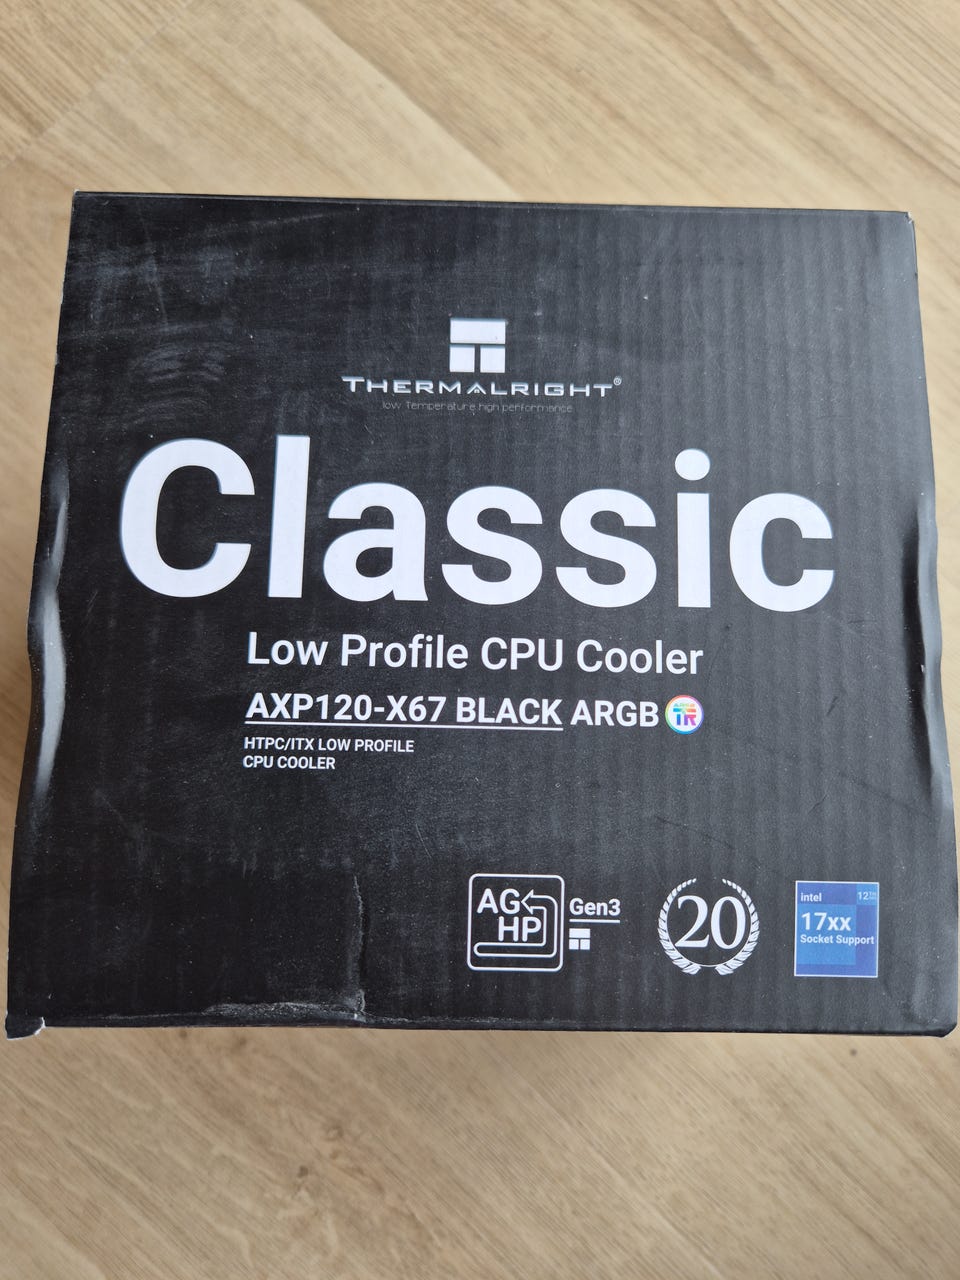 THERMALRIGHT®
low Temperature high performance
Classic
Low Profile CPU Cooler
AXP120-X67 BLACK ARGB
HTPC/ITX LOW PROFILE
CPU COOLER
AG
HP
Gen3
20
intel 12TH
17xx
Socket Support